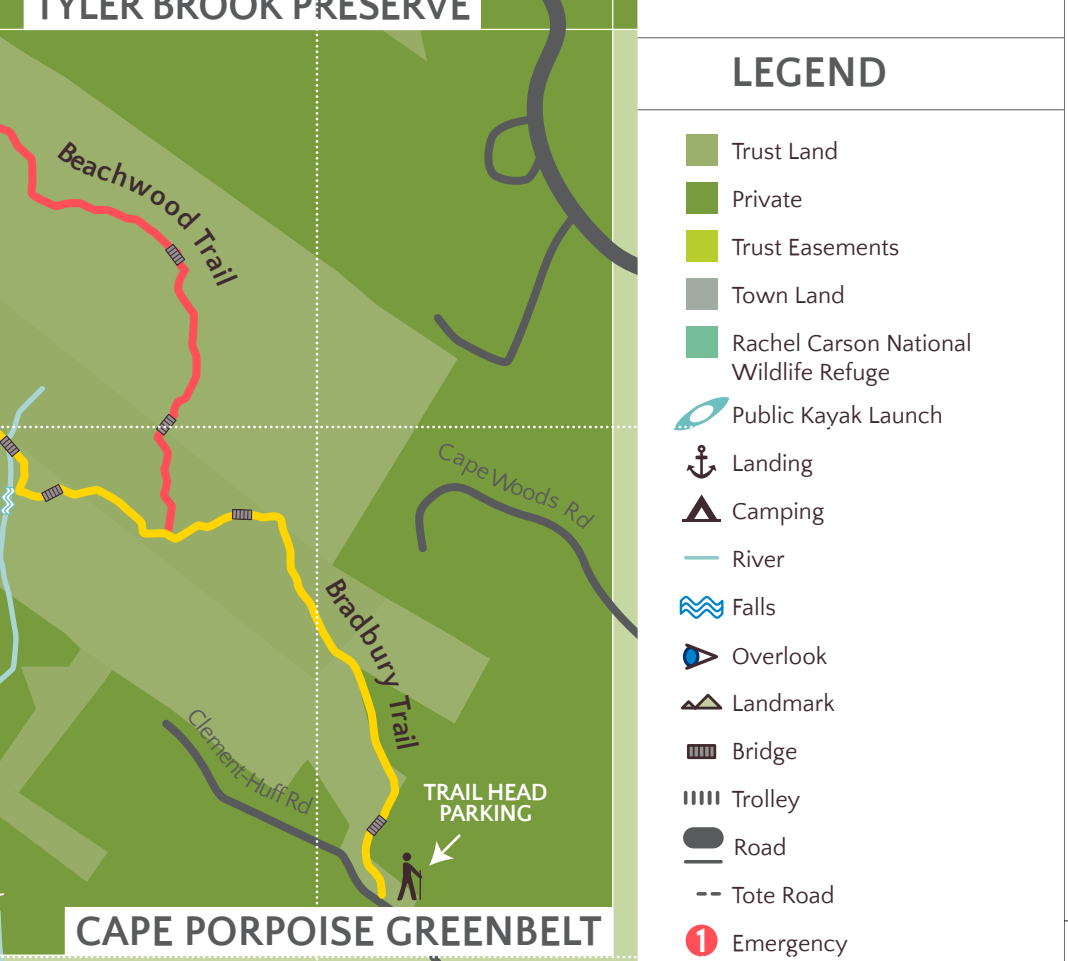 TYLER BROOK PRESERVE
Beachwood Trail
Cape Woods Rd
Bradbury Trail
Clement-Huff Rd
TRAIL HEAD
PARKING
CAPE PORPOISE GREENBELT
LEGEND
Trust Land
Private
Trust Easements
Town Land
Rachel Carson National
Wildlife Refuge
Public Kayak Launch
Landing
Camping
River
Falls
Overlook
Landmark
Bridge
Trolley
Road
Tote Road
1 Emergency